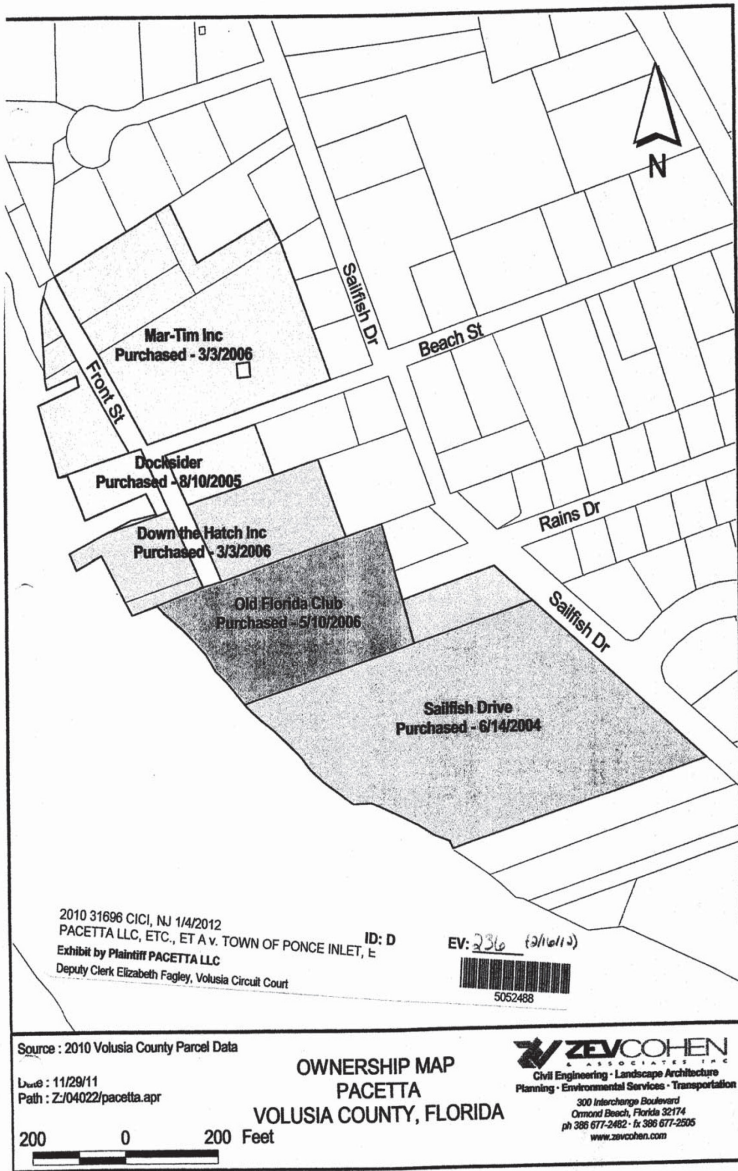 N
Sailfish Dr
Mar-Tim Inc
Purchased - 3/3/2006
Beach St
Front St
Docksider
Purchased - 8/10/2005
Down the Hatch Inc
Purchased - 3/3/2006
Rains Dr
Old Florida Club
Purchased - 5/10/2006
Sailfish Dr
Sailfish Drive
Purchased - 6/14/2004
2010 31696 CICI, NJ 1/4/2012
PACETTA LLC, ETC., ET A v. TOWN OF PONCE INLET, E
ID: D
Exhibit by Plaintiff PACETTA LLC
Deputy Clerk Elizabeth Fagley, Volusia Circuit Court
EV: 236 (2/16/12)
5052488
Source : 2010 Volusia County Parcel Data
Date : 11/29/11
Path : Z:/04022/pacetta.apr
200 0 200 Feet
OWNERSHIP MAP
PACETTA
VOLUSIA COUNTY, FLORIDA
ZEV COHEN
& ASSOCIATES INC
Civil Engineering · Landscape Architecture
Planning · Environmental Services · Transportation
300 Interchange Boulevard
Ormond Beach, Florida 32174
ph 386 677-2482 · fx 386 677-2505
www.zevcohen.com